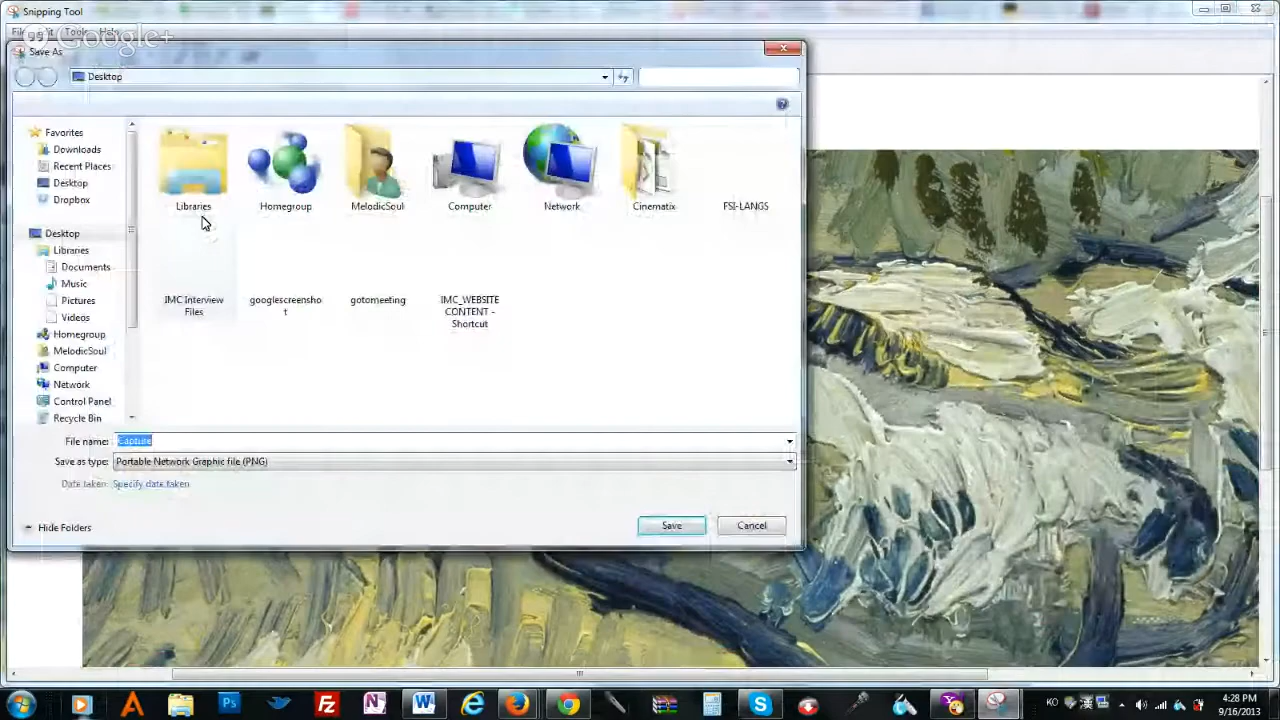 Snipping Tool
Tools Help
Google+
Save As
Desktop
Favorites
Downloads
Recent Places
Desktop
Dropbox
Desktop
Libraries
Documents
Music
Pictures
Videos
Homegroup
MelodicSoul
Computer
Network
Control Panel
Recycle Bin
Libraries
Homegroup
MelodicSoul
Computer
Network
Cinematix
FSI-LANGS
IMC Interview
Files
googlescreensho
t
gotomeeting
IMC_WEBSITE
CONTENT -
Shortcut
File name: Capture
Save as type: Portable Network Graphic file (PNG)
Date taken: Specify date taken
Hide Folders
Save
Cancel
KO
4:28 PM
9/16/2013